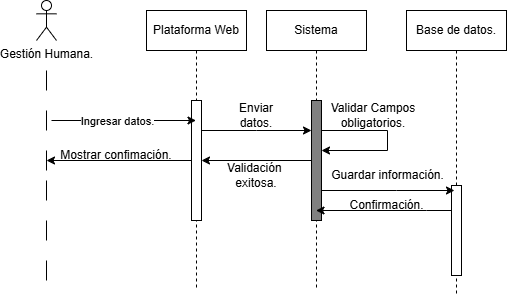 Gestión Humana.
Plataforma Web
Sistema
Base de datos.
Ingresar datos.
Enviar
datos.
Validar Campos
obligatorios.
Mostrar confimación.
Validación
exitosa.
Guardar información.
Confirmación.